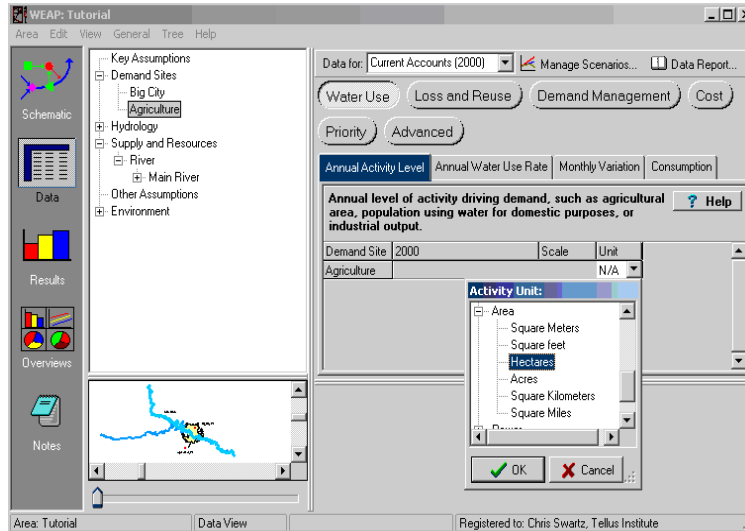 WEAP: Tutorial
Area Edit View General Tree Help
Schematic
Data
Results
Overviews
Notes
Key Assumptions
Demand Sites
Big City
Agriculture
Hydrology
Supply and Resources
River
Main River
Other Assumptions
Environment
Data for: Current Accounts (2000) Manage Scenarios... Data Report...
Water Use Loss and Reuse Demand Management Cost
Priority Advanced
Annual Activity Level Annual Water Use Rate Monthly Variation Consumption
Annual level of activity driving demand, such as agricultural
area, population using water for domestic purposes, or
industrial output.
? Help
Demand Site 2000 Scale Unit
Agriculture N/A
Activity Unit:
Area
Square Meters
Square feet
Hectares
Acres
Square Kilometers
Square Miles
OK Cancel
Area: Tutorial Data View Registered to: Chris Swartz, Tellus Institute